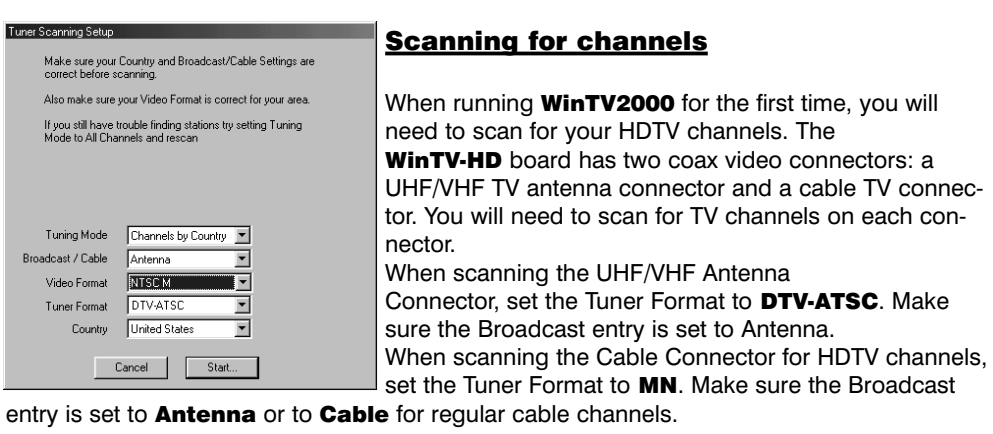 Tuner Scanning Setup
Make sure your Country and Broadcast/Cable Settings are
correct before scanning.
Also make sure your Video Format is correct for your area.
If you still have trouble finding stations try setting Tuning
Mode to All Channels and rescan
Tuning Mode Channels by Country
Broadcast / Cable Antenna
Video Format NTSC M
Tuner Format DTV-ATSC
Country United States
Cancel Start...
Scanning for channels
When running WinTV2000 for the first time, you will
need to scan for your HDTV channels. The
WinTV-HD board has two coax video connectors: a
UHF/VHF TV antenna connector and a cable TV connec-
tor. You will need to scan for TV channels on each con-
nector.
When scanning the UHF/VHF Antenna
Connector, set the Tuner Format to DTV-ATSC. Make
sure the Broadcast entry is set to Antenna.
When scanning the Cable Connector for HDTV channels,
set the Tuner Format to MN. Make sure the Broadcast
entry is set to Antenna or to Cable for regular cable channels.